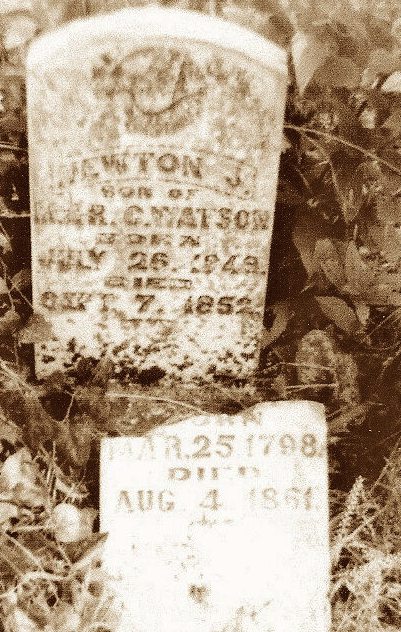 NEWTON J.
SON OF
M. & R. C. WATSON
BORN
JULY 26, 1849.
DIED
SEPT. 7, 1852
BORN
MAR. 25 1798.
DIED
AUG. 4, 1861.